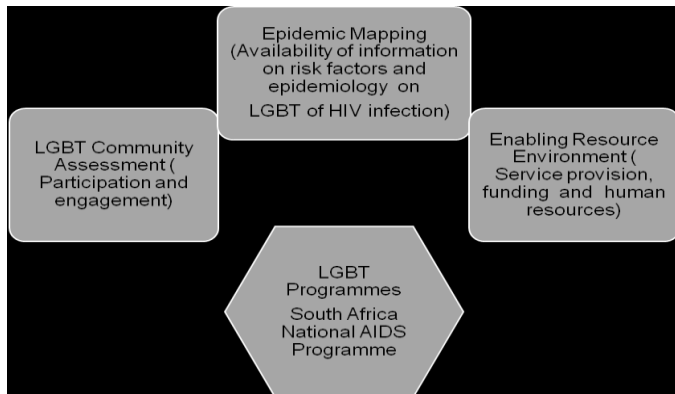 Epidemic Mapping
(Availability of information
on risk factors and
epidemiology on
LGBT of HIV infection)
LGBT Community
Assessment (
Participation and
engagement)
Enabling Resource
Environment (
Service provision,
funding and human
resources)
LGBT
Programmes
South Africa
National AIDS
Programme